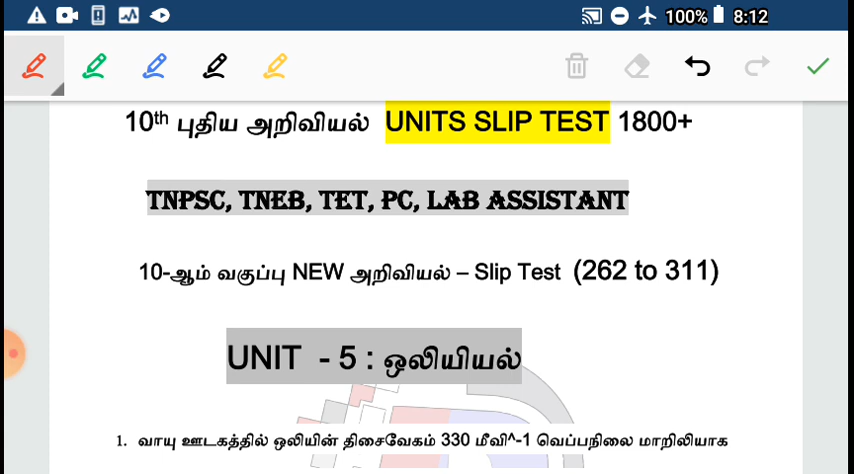 100% 8:12
10th புதிய அறிவியல் UNITS SLIP TEST 1800+
TNPSC, TNEB, TET, PC, LAB ASSISTANT
10-ஆம் வகுப்பு NEW அறிவியல் – Slip Test (262 to 311)
UNIT - 5 : ஒலியியல்
1. வாயு ஊடகத்தில் ஒலியின் திசைவேகம் 330 மீவி^-1 வெப்பநிலை மாறிலியாக